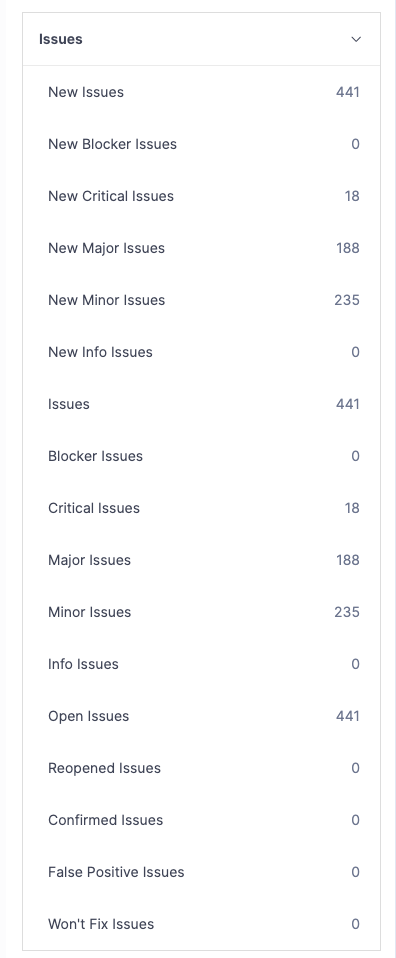 Issues
New Issues 441
New Blocker Issues 0
New Critical Issues 18
New Major Issues 188
New Minor Issues 235
New Info Issues 0
Issues 441
Blocker Issues 0
Critical Issues 18
Major Issues 188
Minor Issues 235
Info Issues 0
Open Issues 441
Reopened Issues 0
Confirmed Issues 0
False Positive Issues 0
Won't Fix Issues 0